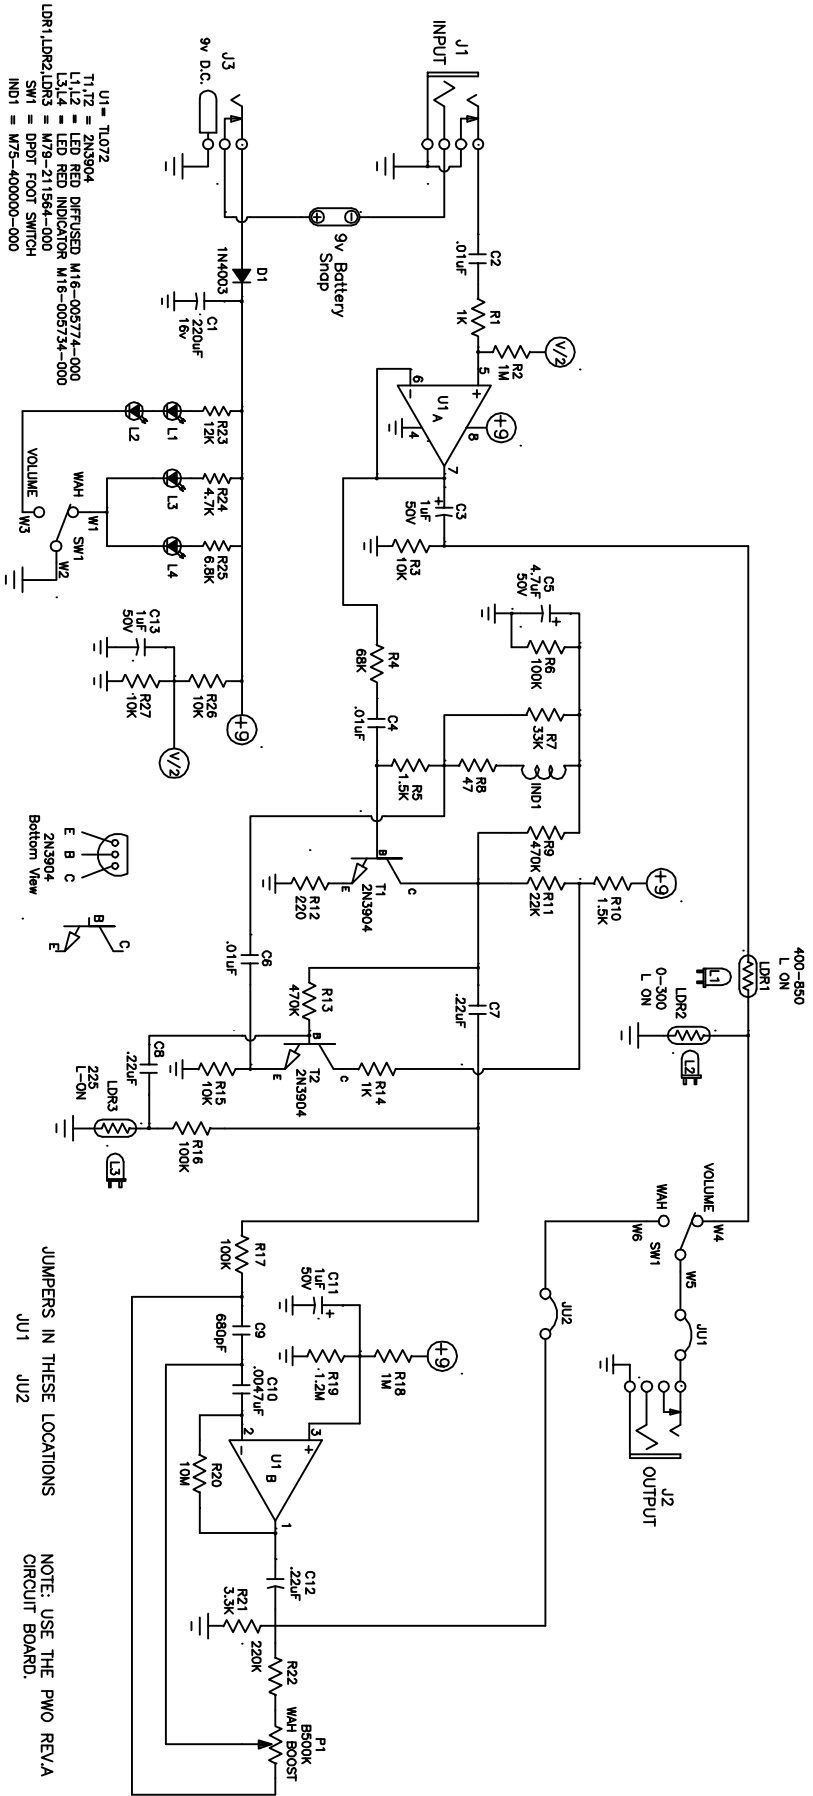 J1
INPUT
C2
.01uF
R1
1K
V/2
R2
1M
5
+
6
−
U1 A
8
+9
4
7
C3
+
1uF
50V
R3
10K
C5
4.7uF
50V
+
R6
100K
R7
33K
IND1
R8
47
R5
1.5K
R4
68K
C4
.01uF
R9
470K
R11
22K
R10
1.5K
+9
B
C
E
T1
2N3904
R12
220
C6
.01uF
C7
.22uF
R13
470K
B
C
E
T2
2N3904
R14
1K
R15
10K
C8
.22uF
R16
100K
LDR3
225
L-ON
L3
400-850
L ON
LDR1
L1
LDR2
0-300
L ON
L2
VOLUME
W4
WAH
W6
SW1
W5
JU1
JU2
J2
OUTPUT
R17
100K
C9
680pF
C10
.0047uF
C11
1uF
50V
+
R18
1M
+9
R19
1.2M
3
+
2
−
U1 B
1
R20
10M
C12
.22uF
R21
3.3K
R22
220K
P1
B500K
WAH BOOST
J3
9v D.C.
9v Battery
Snap
+
−
D1
1N4003
C1
220uF
16v
R23
12K
L1
L2
R24
4.7K
L3
R25
6.8K
L4
WAH
W1
VOLUME
W3
SW1
W2
C13
1uF
50V
R26
10K
R27
10K
+9
V/2
E
B
C
2N3904
Bottom View
B
C
E
U1= TL072
T1,T2 = 2N3904
L1,L2 = LED RED DIFFUSED M16-005774-000
L3,L4 = LED RED INDICATOR M16-005734-000
LDR1,LDR2,LDR3 = M79-211564-000
SW1 = DPDT FOOT SWITCH
IND1 = M75-400000-000
JUMPERS IN THESE LOCATIONS
JU1 JU2
NOTE: USE THE PWO REV.A
CIRCUIT BOARD.